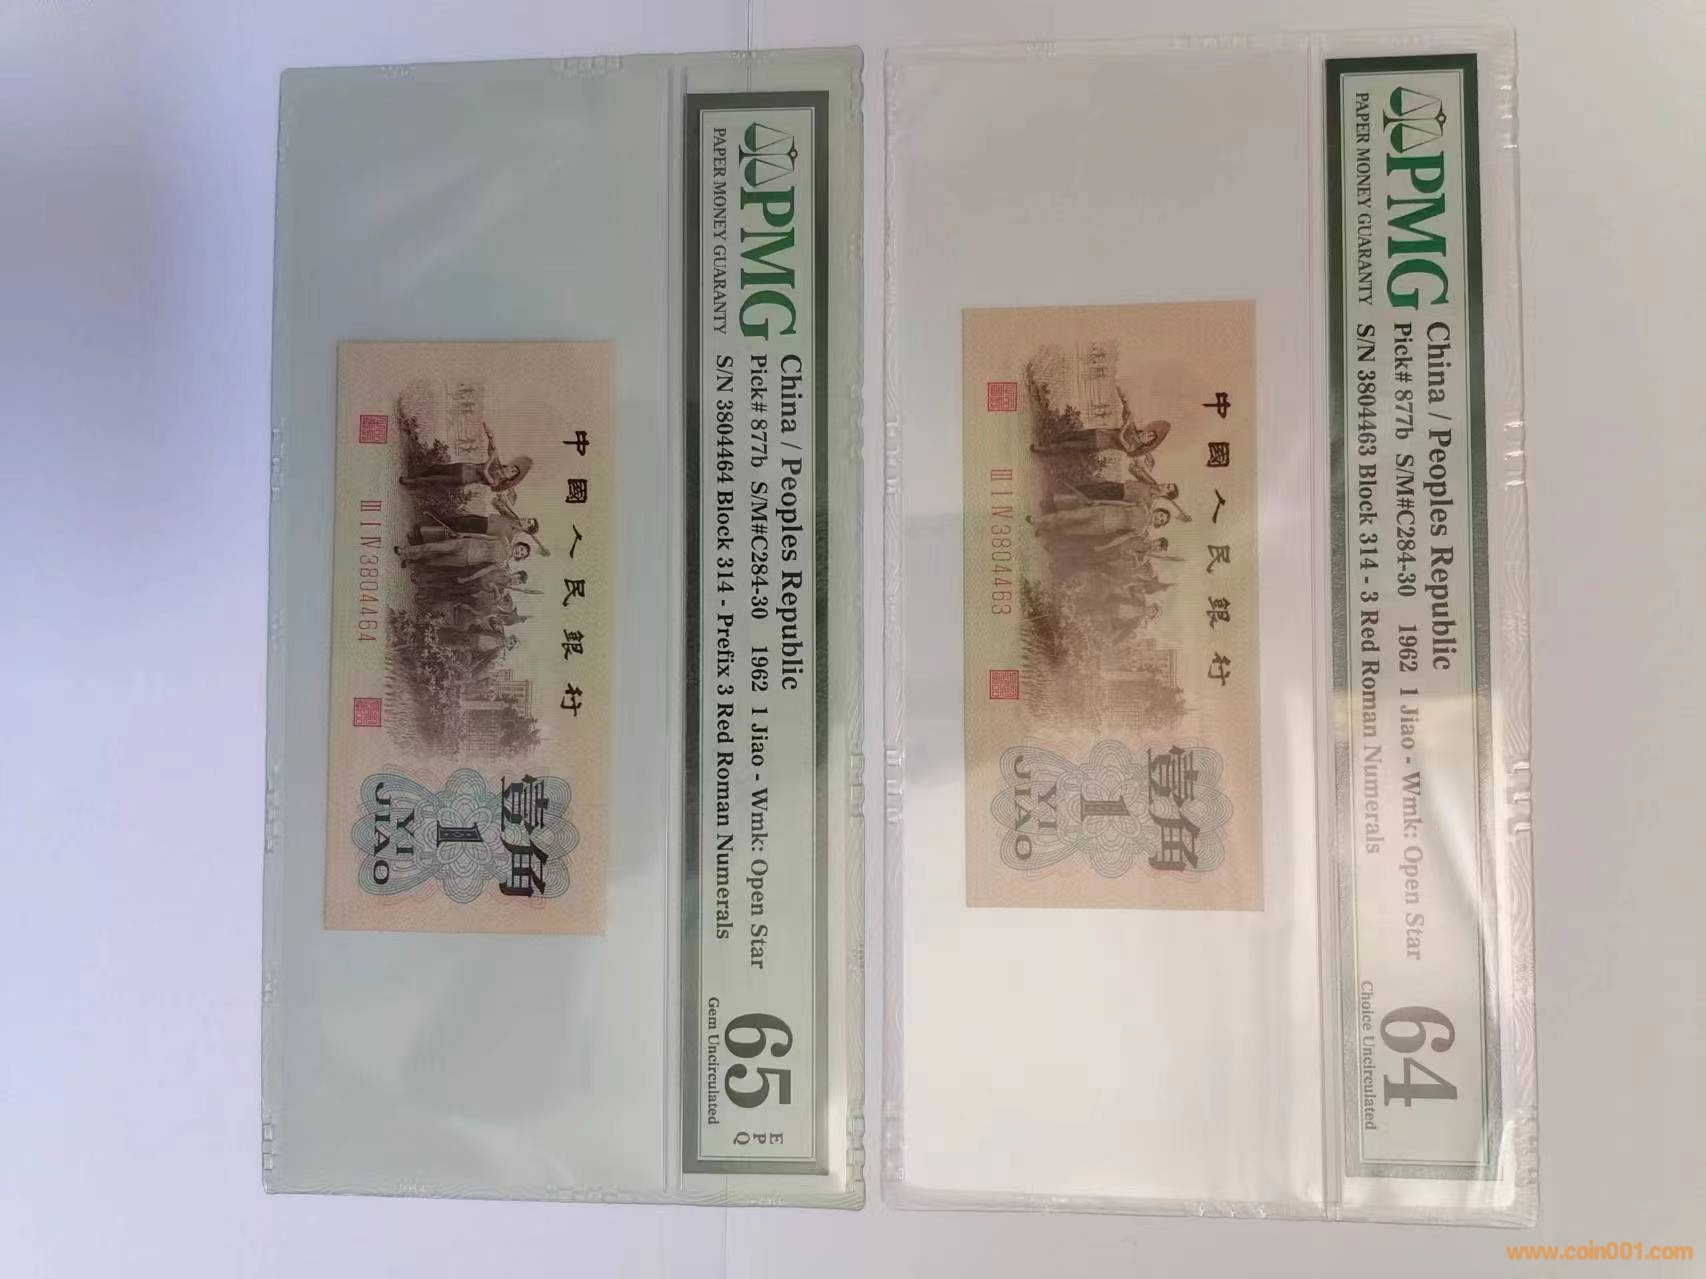 PMG
PAPER MONEY GUARANTY
China / Peoples Republic
Pick# 877b S/M#C284-30 1962 1 Jiao - Wmk: Open Star
S/N 3804464 Block 314 - Prefix 3 Red Roman Numerals
65
EPQ
Gem Uncirculated
中國人民銀行
ⅢⅠⅣ3804464
壹角
1
YI JIAO
PMG
PAPER MONEY GUARANTY
China / Peoples Republic
Pick# 877b S/M#C284-30 1962 1 Jiao - Wmk: Open Star
S/N 3804463 Block 314 - 3 Red Roman Numerals
64
Choice Uncirculated
中國人民銀行
ⅢⅠⅣ3804463
壹角
1
YI JIAO
www.coin001.com